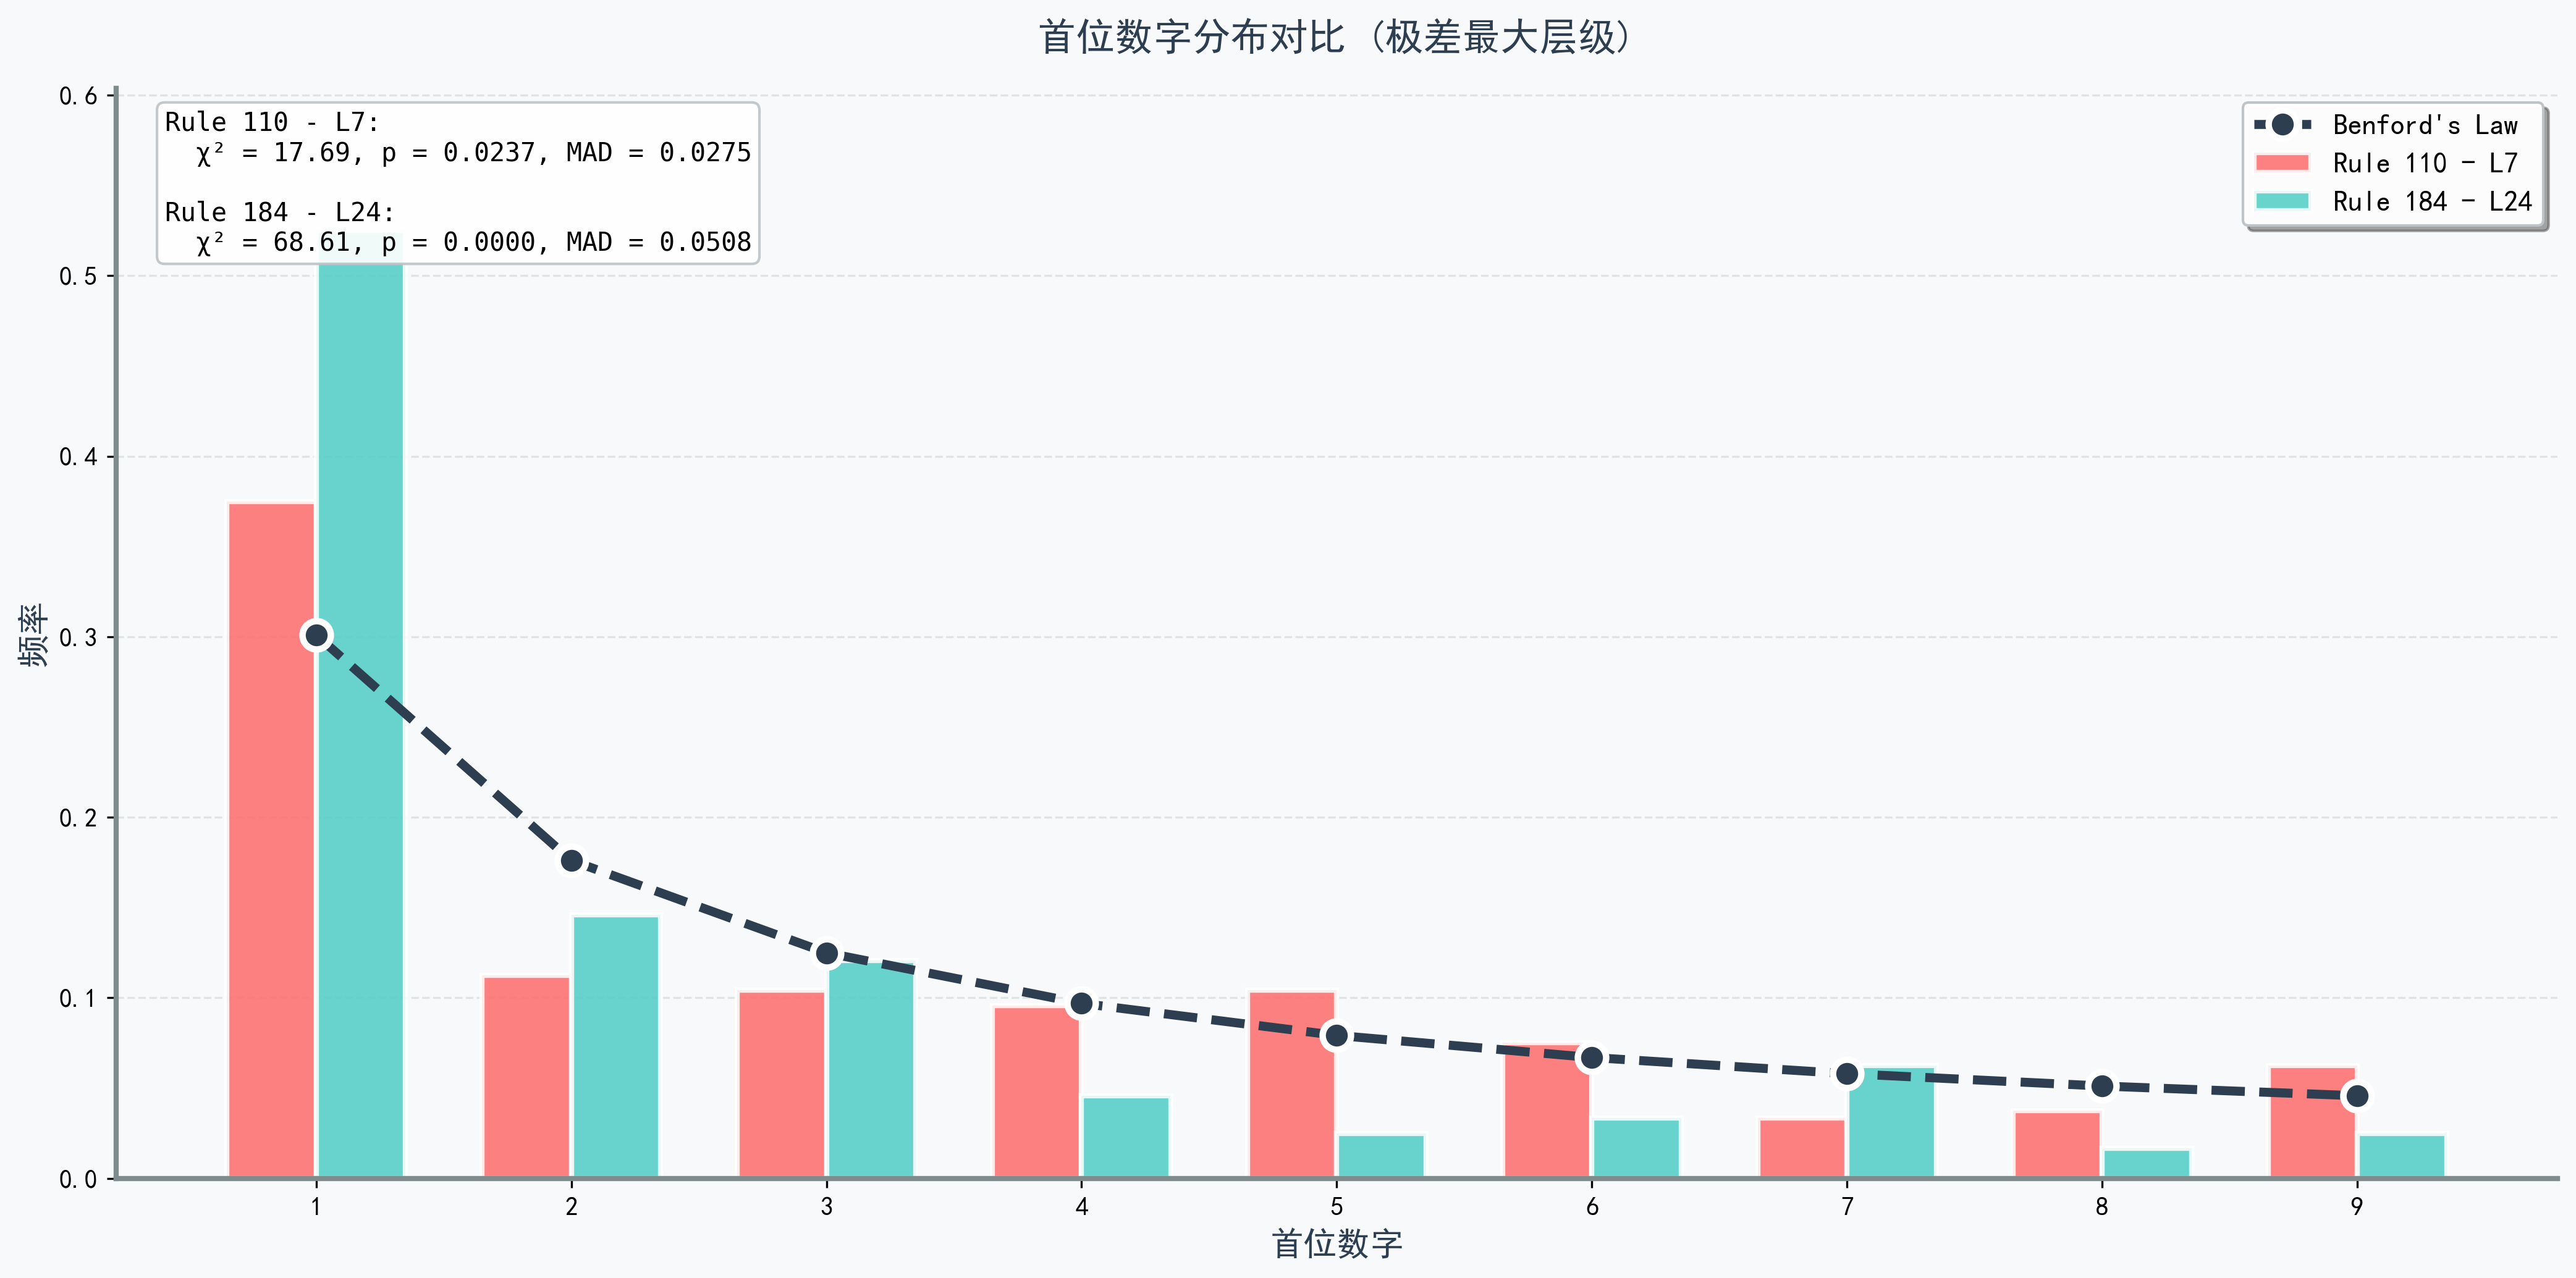 首位数字分布对比 (极差最大层级)
Rule 110 - L7:
χ² = 17.69, p = 0.0237, MAD = 0.0275
Rule 184 - L24:
χ² = 68.61, p = 0.0000, MAD = 0.0508
Benford's Law
Rule 110 - L7
Rule 184 - L24
频率
0.6
0.5
0.4
0.3
0.2
0.1
0.0
1 2 3 4 5 6 7 8 9
首位数字